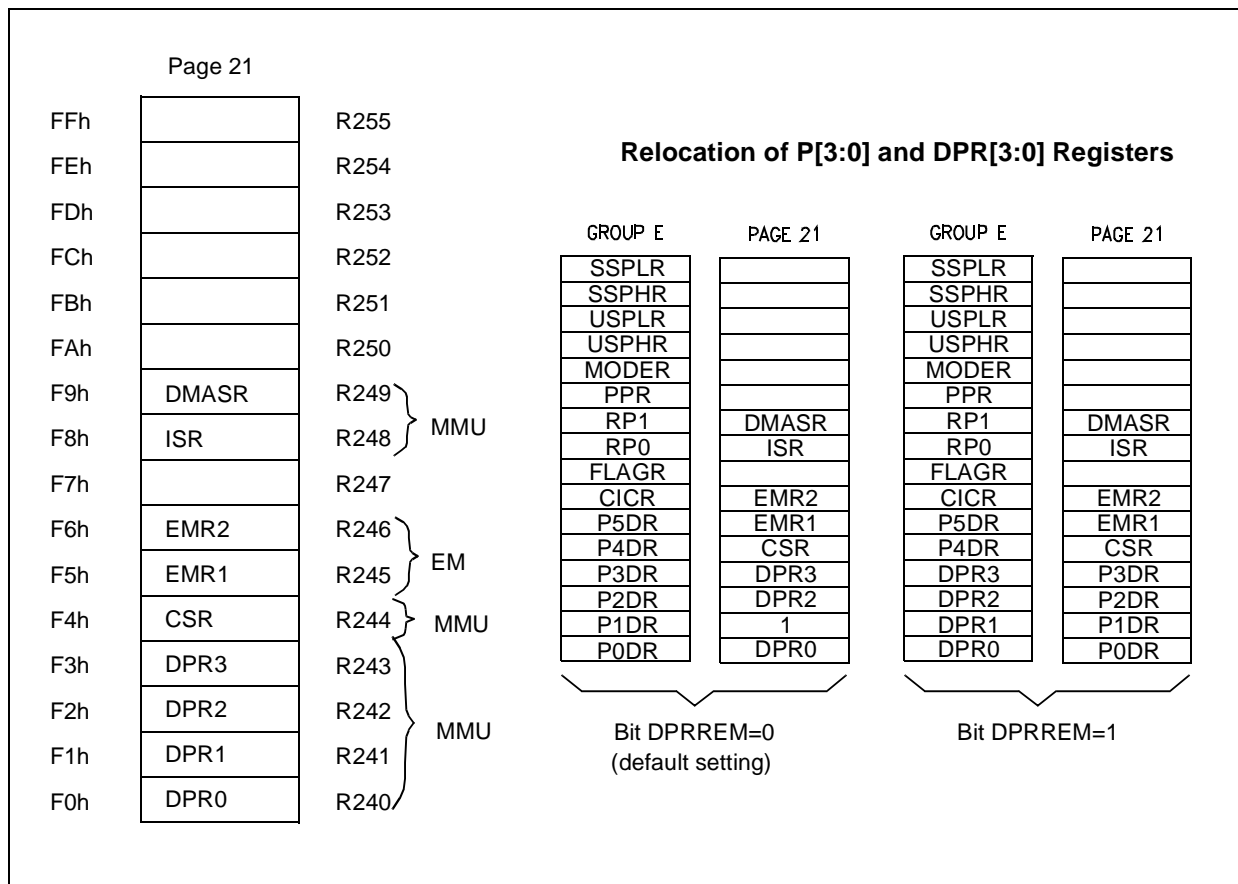 Page 21
FFh R255
FEh R254
FDh R253
FCh R252
FBh R251
FAh R250
F9h DMASR R249
MMU
F8h ISR R248
F7h R247
F6h EMR2 R246
EM
F5h EMR1 R245
F4h CSR R244 MMU
F3h DPR3 R243
F2h DPR2 R242
MMU
F1h DPR1 R241
F0h DPR0 R240
Relocation of P[3:0] and DPR[3:0] Registers
GROUP E PAGE 21 GROUP E PAGE 21
SSPLR SSPLR
SSPHR SSPHR
USPLR USPLR
USPHR USPHR
MODER MODER
PPR PPR
RP1 DMASR RP1 DMASR
RP0 ISR RP0 ISR
FLAGR FLAGR
CICR EMR2 CICR EMR2
P5DR EMR1 P5DR EMR1
P4DR CSR P4DR CSR
P3DR DPR3 DPR3 P3DR
P2DR DPR2 DPR2 P2DR
P1DR 1 DPR1 P1DR
P0DR DPR0 DPR0 P0DR
Bit DPRREM=0 Bit DPRREM=1
(default setting)